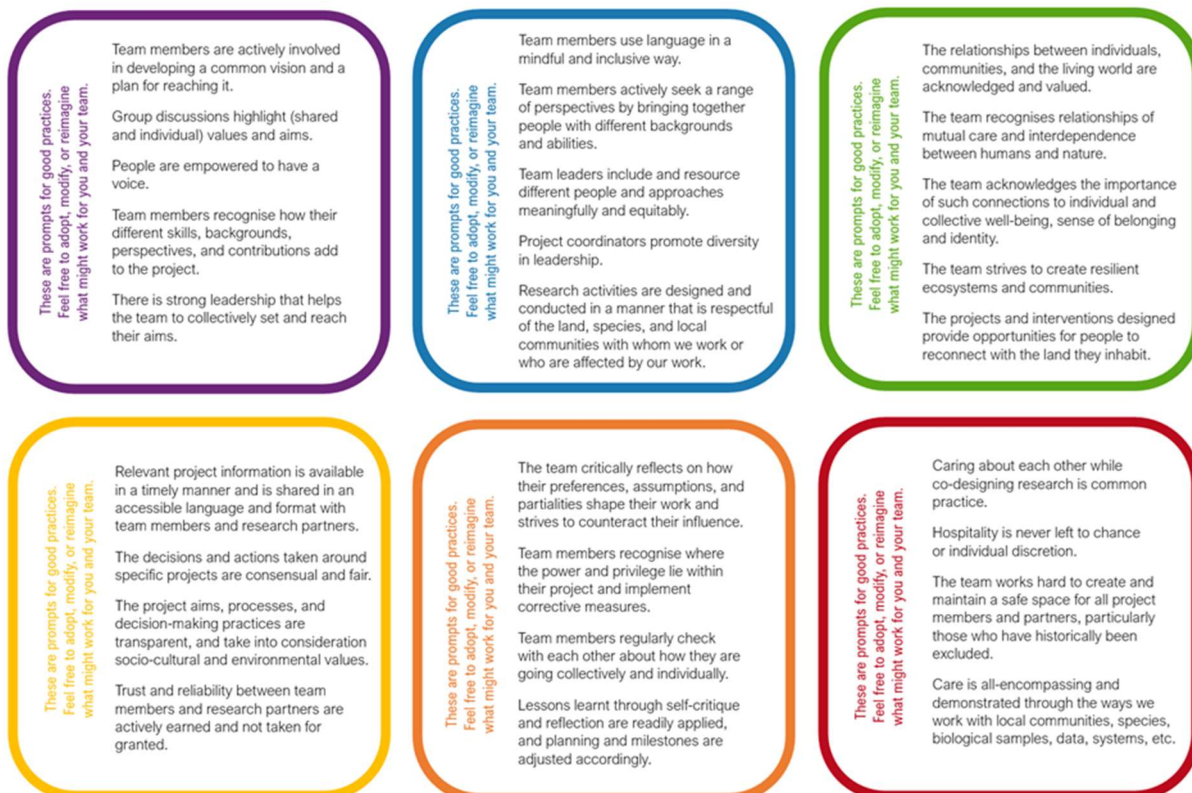 These are prompts for good practices.
Feel free to adopt, modify, or reimagine
what might work for you and your team.
Team members are actively involved
in developing a common vision and a
plan for reaching it.
Group discussions highlight (shared
and individual) values and aims.
People are empowered to have a
voice.
Team members recognise how their
different skills, backgrounds,
perspectives, and contributions add
to the project.
There is strong leadership that helps
the team to collectively set and reach
their aims.
These are prompts for good practices.
Feel free to adopt, modify, or reimagine
what might work for you and your team.
Team members use language in a
mindful and inclusive way.
Team members actively seek a range
of perspectives by bringing together
people with different backgrounds
and abilities.
Team leaders include and resource
different people and approaches
meaningfully and equitably.
Project coordinators promote diversity
in leadership.
Research activities are designed and
conducted in a manner that is respectful
of the land, species, and local
communities with whom we work or
who are affected by our work.
These are prompts for good practices.
Feel free to adopt, modify, or reimagine
what might work for you and your team.
The relationships between individuals,
communities, and the living world are
acknowledged and valued.
The team recognises relationships of
mutual care and interdependence
between humans and nature.
The team acknowledges the importance
of such connections to individual and
collective well-being, sense of belonging
and identity.
The team strives to create resilient
ecosystems and communities.
The projects and interventions designed
provide opportunities for people to
reconnect with the land they inhabit.
These are prompts for good practices.
Feel free to adopt, modify, or reimagine
what might work for you and your team.
Relevant project information is available
in a timely manner and is shared in an
accessible language and format with
team members and research partners.
The decisions and actions taken around
specific projects are consensual and fair.
The project aims, processes, and
decision-making practices are
transparent, and take into consideration
socio-cultural and environmental values.
Trust and reliability between team
members and research partners are
actively earned and not taken for
granted.
These are prompts for good practices.
Feel free to adopt, modify, or reimagine
what might work for you and your team.
The team critically reflects on how
their preferences, assumptions, and
partialities shape their work and
strives to counteract their influence.
Team members recognise where
the power and privilege lie within
their project and implement
corrective measures.
Team members regularly check
with each other about how they are
going collectively and individually.
Lessons learnt through self-critique
and reflection are readily applied,
and planning and milestones are
adjusted accordingly.
These are prompts for good practices.
Feel free to adopt, modify, or reimagine
what might work for you and your team.
Caring about each other while
co-designing research is common
practice.
Hospitality is never left to chance
or individual discretion.
The team works hard to create and
maintain a safe space for all project
members and partners, particularly
those who have historically been
excluded.
Care is all-encompassing and
demonstrated through the ways we
work with local communities, species,
biological samples, data, systems, etc.